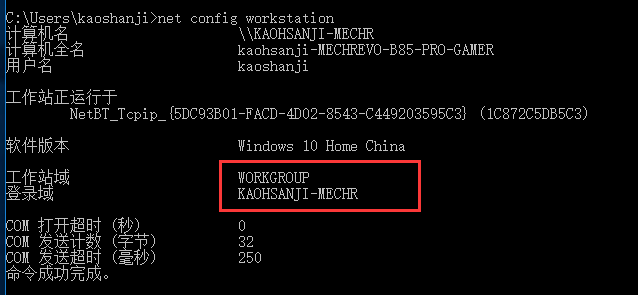 C:\Users\kaoshanji>net config workstation
计算机名 \\KAOHSANJI-MECHR
计算机全名 kaohsanji-MECHREVO-B85-PRO-GAMER
用户名 kaoshanji
工作站正运行于
NetBT_Tcpip_{5DC93B01-FACD-4D02-8543-C449203595C3} (1C872C5DB5C3)
软件版本 Windows 10 Home China
工作站域 WORKGROUP
登录域 KAOHSANJI-MECHR
COM 打开超时 (秒) 0
COM 发送计数 (字节) 32
COM 发送超时 (毫秒) 250
命令成功完成。